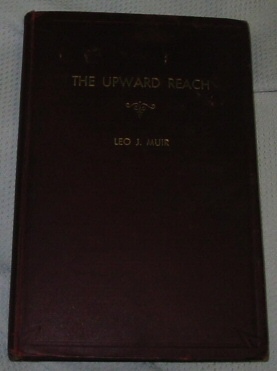 THE UPWARD REACH
LEO J. MUIR